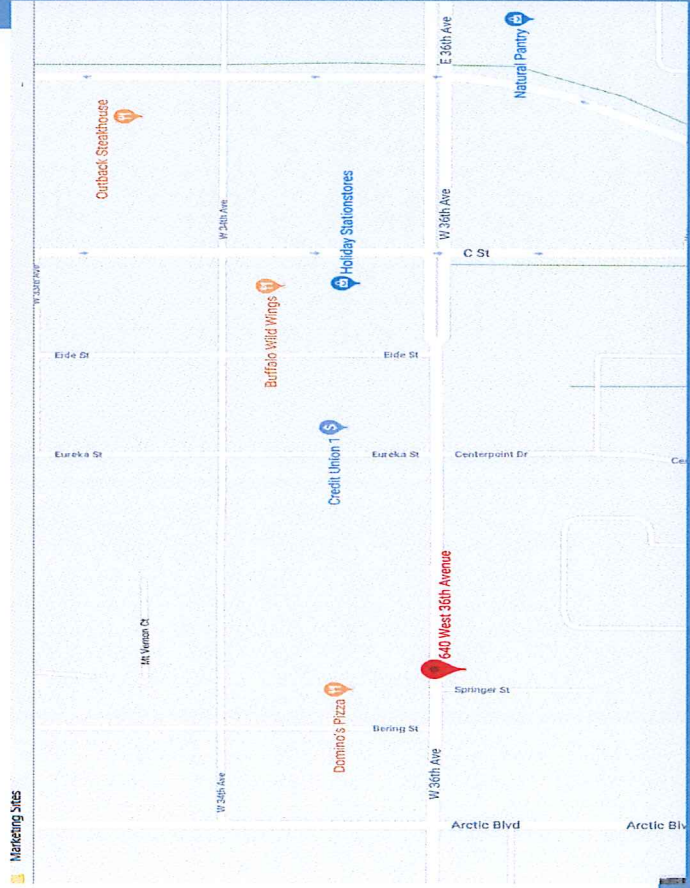 Marketing Sites
W 33rd Ave
Outback Steakhouse
W 34th Ave
Eide St
Buffalo Wild Wings
Holiday Stationstores
Eide St
W 36th Ave
E 36th Ave
Natural Pantry
C St
Eureka St
Credit Union 1
Eureka St
Centerpoint Dr
Ce
Mt Vernon Ct
640 West 36th Avenue
Springer St
Domino's Pizza
Bering St
W 34th Ave
W 36th Ave
Arctic Blvd
Arctic Blv